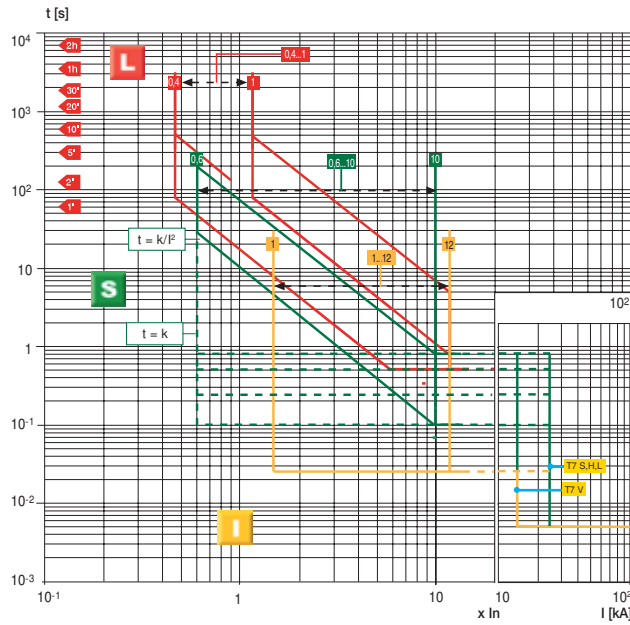 t [s]
10⁴
2h
L
0,4...1
1h
0,4
1
30'
20'
10³
10'
5'
0,6
0,6...10
10
10²
2'
1'
t = k/I²
1
12
1...12
10
S
10²
t = k
1
10⁻¹
T7 S,H,L
T7 V
10⁻²
I
10⁻³
10⁻¹
1
10
10
10²
x In
I [kA]